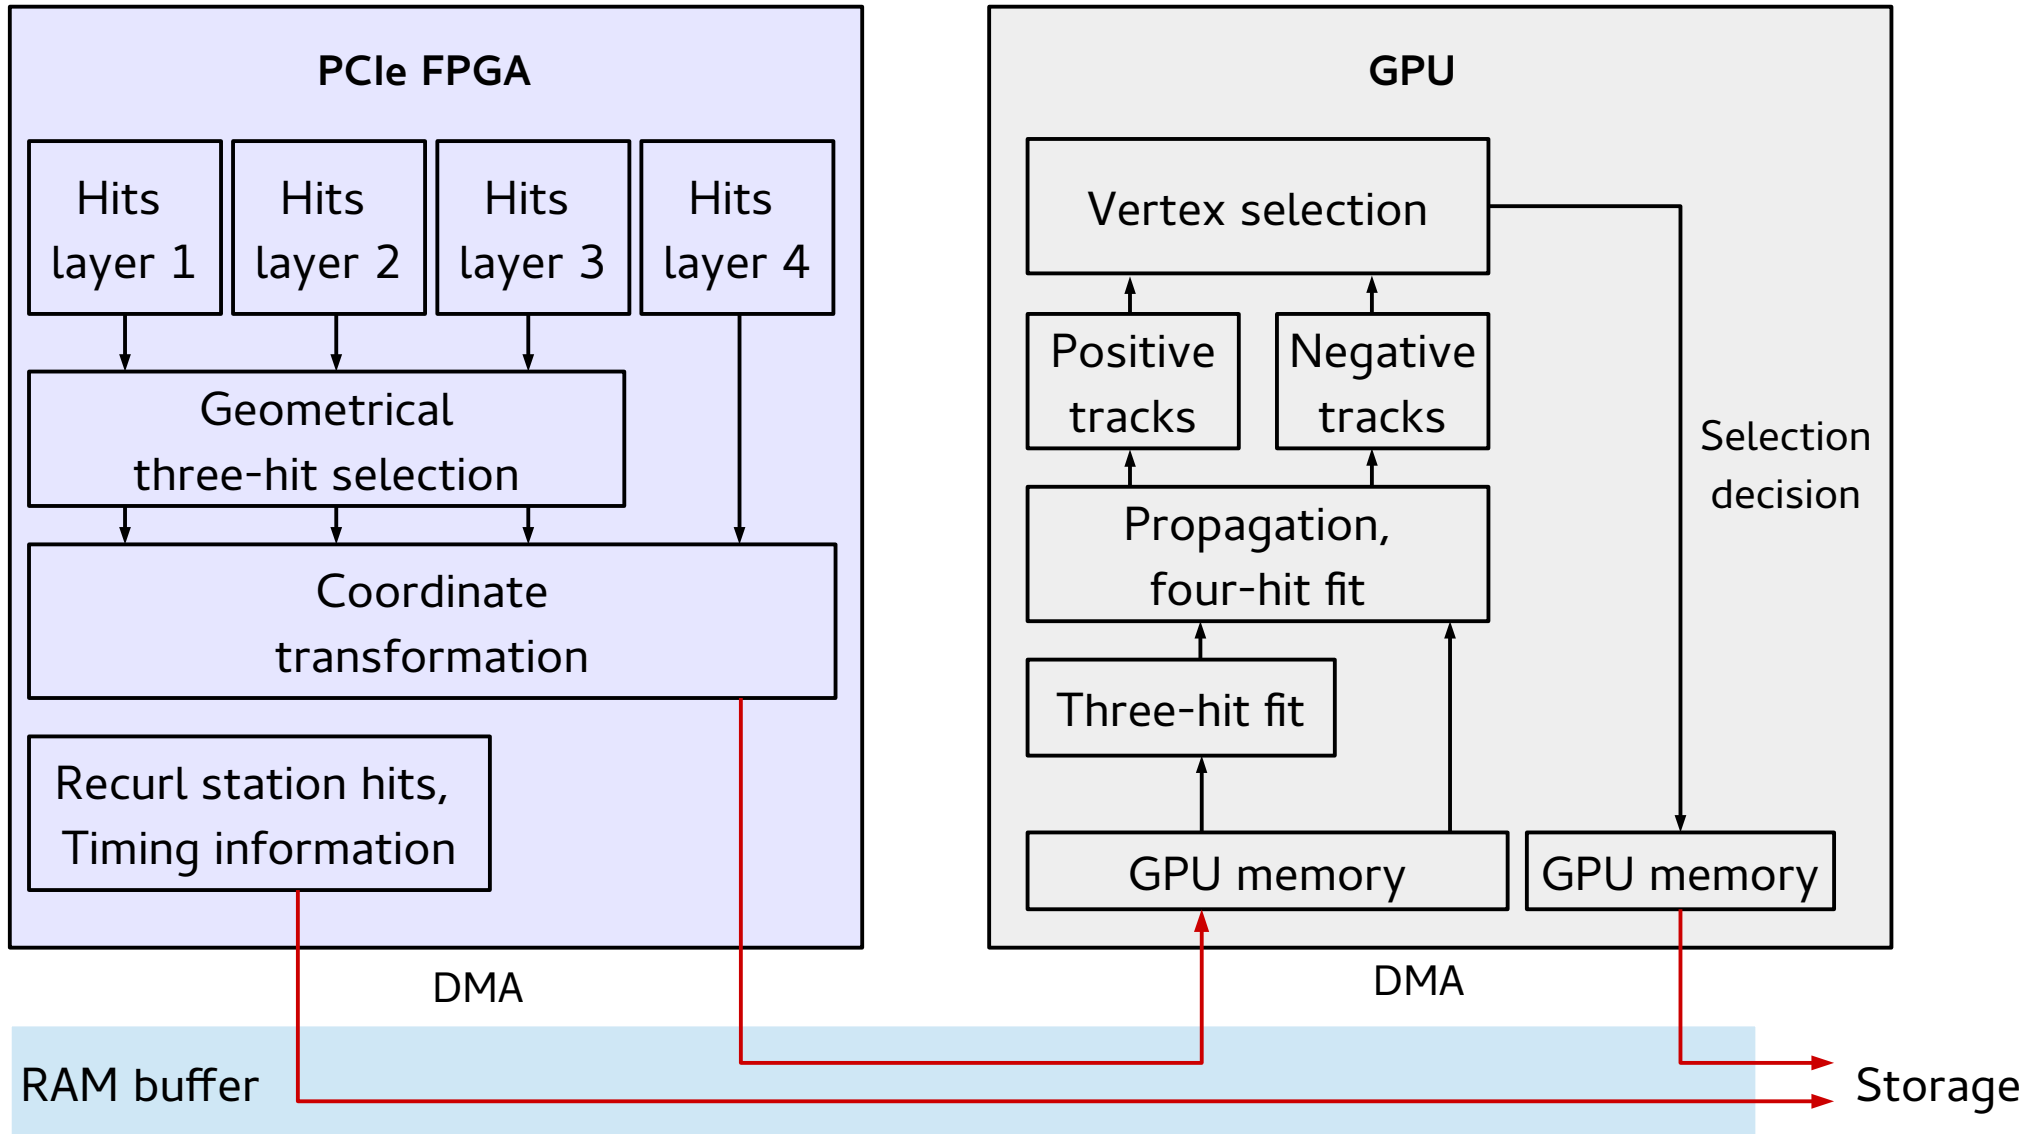 PCIe FPGA
Hits
layer 1
Hits
layer 2
Hits
layer 3
Hits
layer 4
Geometrical
three-hit selection
Coordinate
transformation
Recurl station hits,
Timing information
DMA
GPU
Vertex selection
Positive
tracks
Negative
tracks
Selection
decision
Propagation,
four-hit fit
Three-hit fit
GPU memory
GPU memory
DMA
RAM buffer
Storage